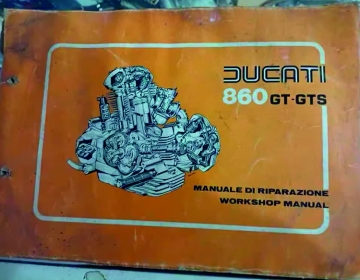 DUCATI
860 GT-GTS
MANUALE DI RIPARAZIONE
WORKSHOP MANUAL